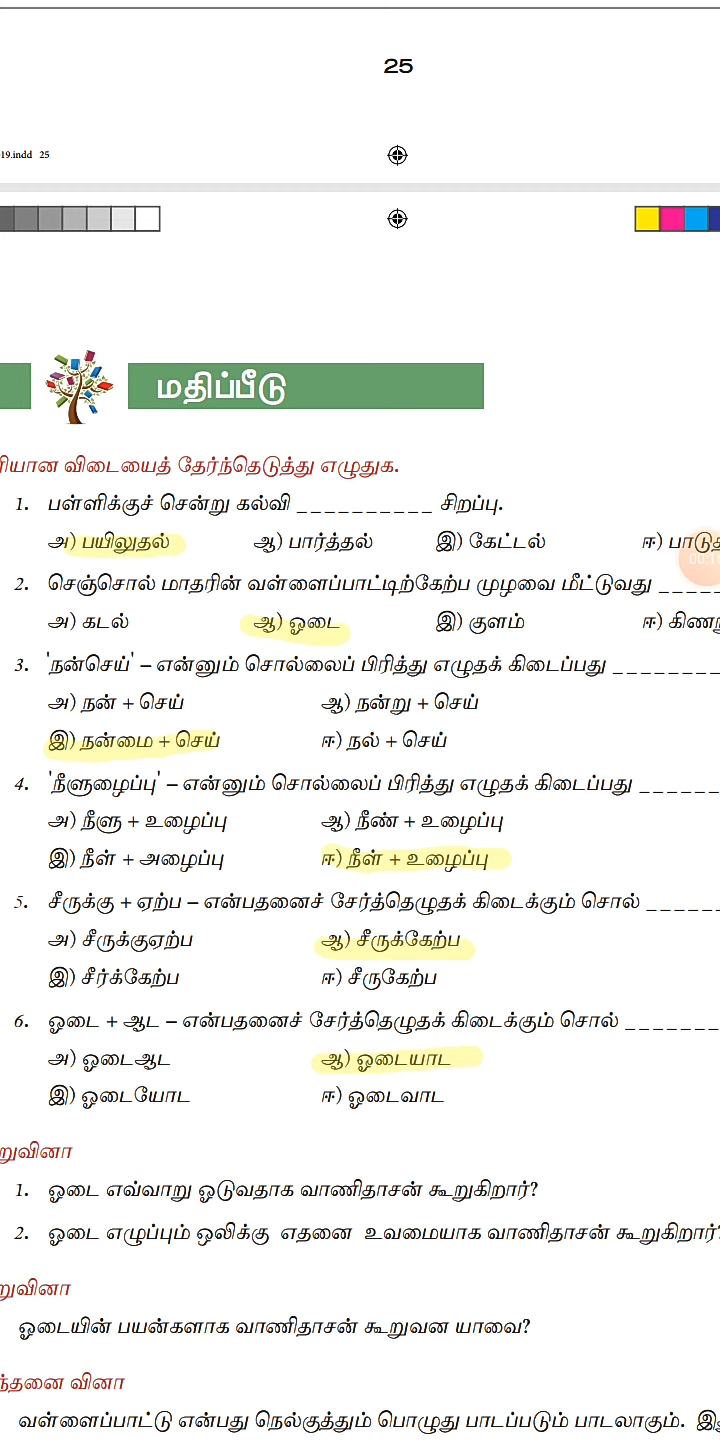 25
19.indd 25
மதிப்பீடு
ரியான விடையைத் தேர்ந்தெடுத்து எழுதுக.
1. பள்ளிக்குச் சென்று கல்வி __________ சிறப்பு.
அ) பயிலுதல் ஆ) பார்த்தல் இ) கேட்டல் ஈ) பாடுத
2. செஞ்சொல் மாதரின் வள்ளைப்பாட்டிற்கேற்ப முழவை மீட்டுவது _____
அ) கடல் ஆ) ஓடை இ) குளம் ஈ) கிண
3. 'நன்செய்' – என்னும் சொல்லைப் பிரித்து எழுதக் கிடைப்பது ________
அ) நன் + செய் ஆ) நன்று + செய்
இ) நன்மை + செய் ஈ) நல் + செய்
4. 'நீளுழைப்பு' – என்னும் சொல்லைப் பிரித்து எழுதக் கிடைப்பது ______
அ) நீளு + உழைப்பு ஆ) நீண் + உழைப்பு
இ) நீள் + அழைப்பு ஈ) நீள் + உழைப்பு
5. சீருக்கு + ஏற்ப – என்பதனைச் சேர்த்தெழுதக் கிடைக்கும் சொல் ______
அ) சீருக்குஏற்ப ஆ) சீருக்கேற்ப
இ) சீர்க்கேற்ப ஈ) சீருகேற்ப
6. ஓடை + ஆட – என்பதனைச் சேர்த்தெழுதக் கிடைக்கும் சொல் _______
அ) ஓடைஆட ஆ) ஓடையாட
இ) ஓடையோட ஈ) ஓடைவாட
றுவினா
1. ஓடை எவ்வாறு ஓடுவதாக வாணிதாசன் கூறுகிறார்?
2. ஓடை எழுப்பும் ஒலிக்கு எதனை உவமையாக வாணிதாசன் கூறுகிறார்?
றுவினா
ஓடையின் பயன்களாக வாணிதாசன் கூறுவன யாவை?
ந்தனை வினா
வள்ளைப்பாட்டு என்பது நெல்குத்தும் பொழுது பாடப்படும் பாடலாகும்.